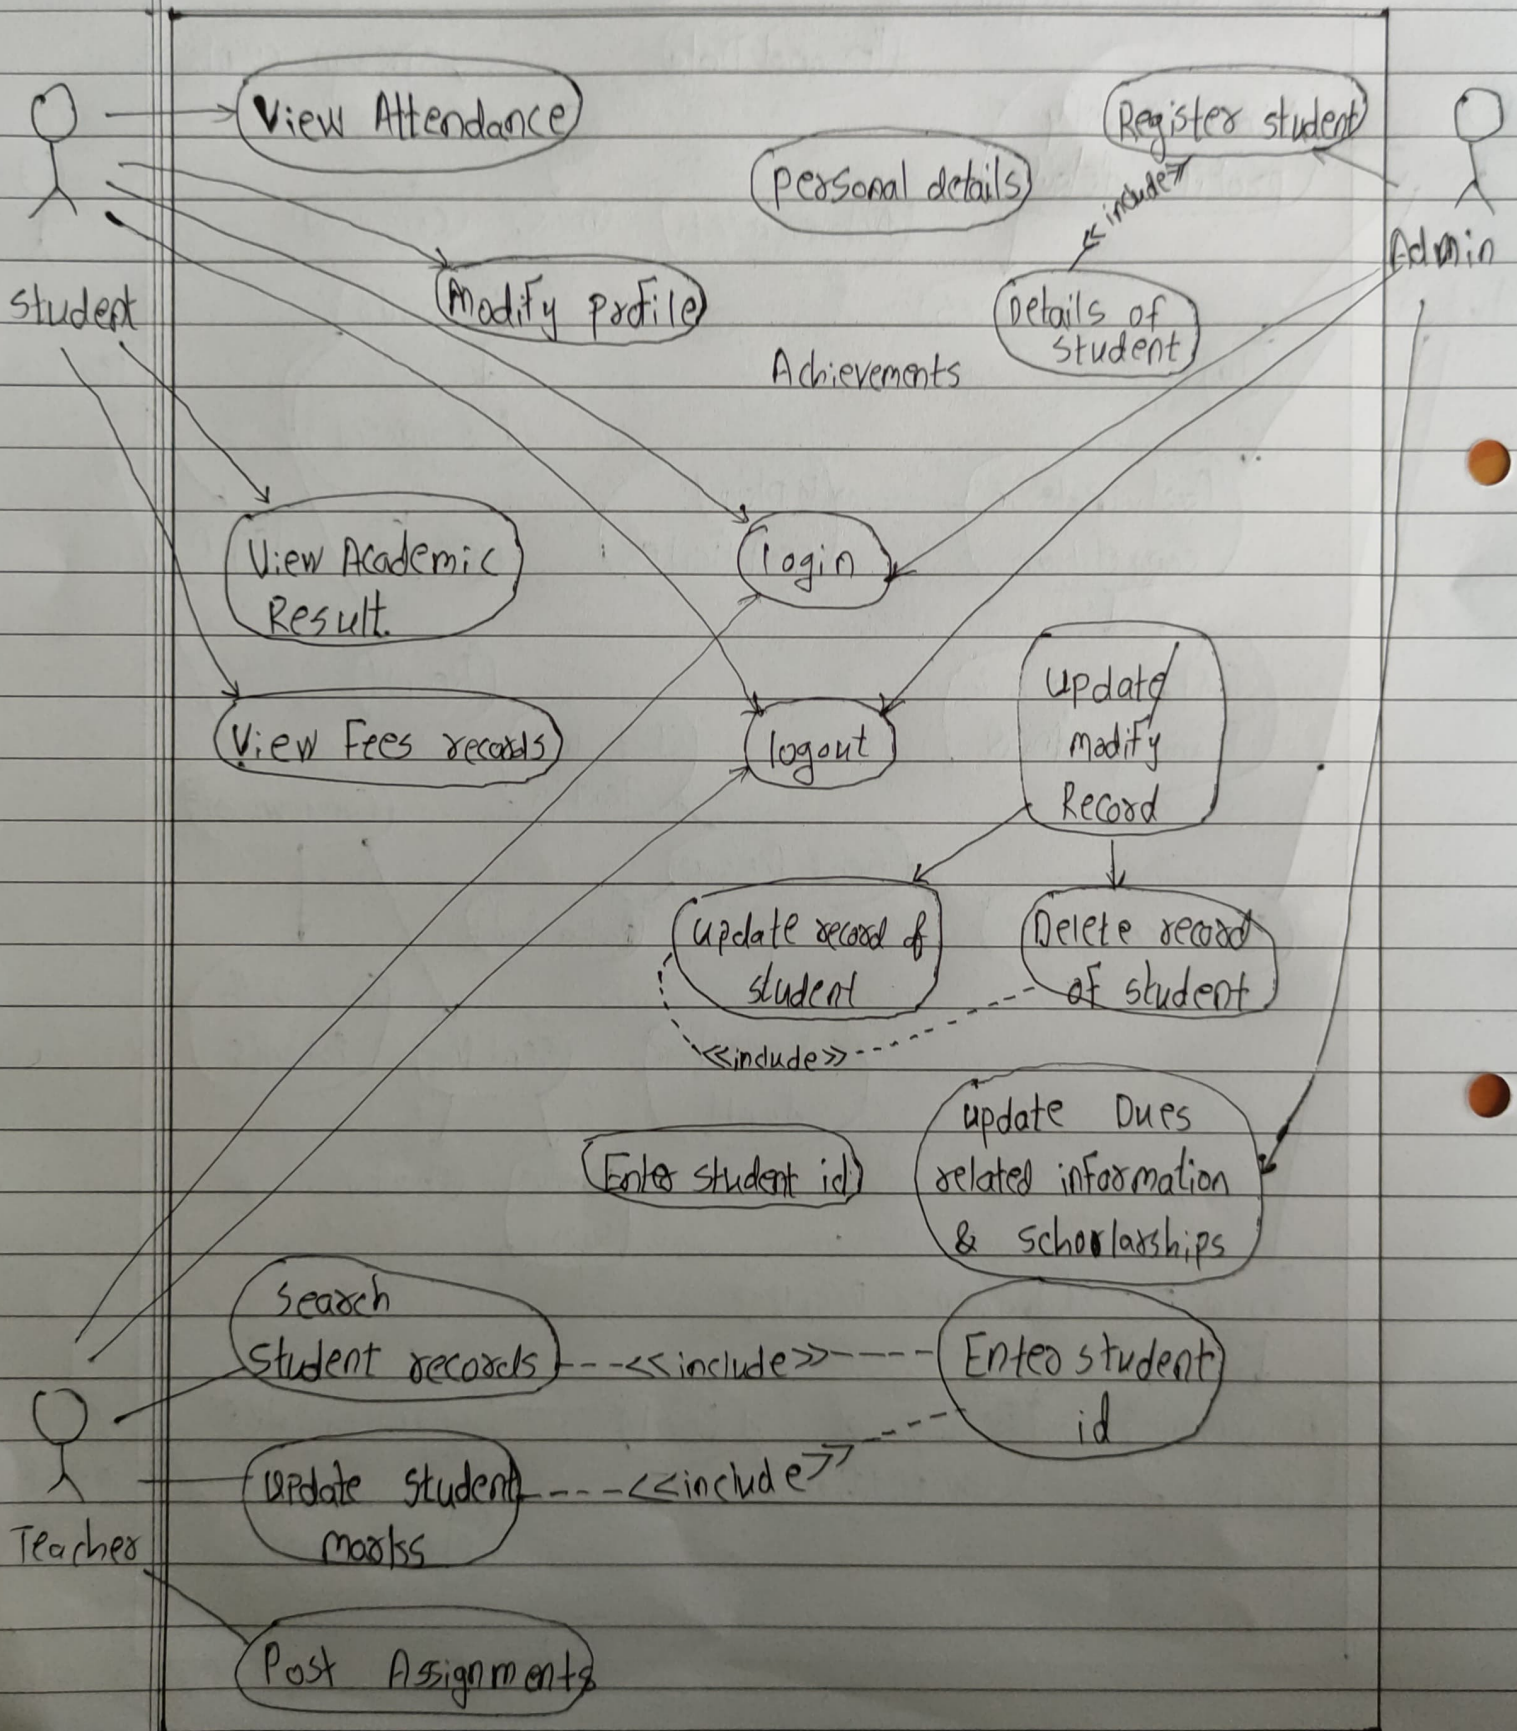 View Attendance
Register student
personal details
<<include>>
Admin
Student
Modify profile
Details of
student
Achievements
View Academic
Result.
login
Update/
modify
Record
View Fees records
logout
update record of
student
Delete record
of student
<<include>>
update Dues
related information
& schorlarships
Enter student id
Search
student records
<<include>>
Enter student
id
Update student
marks
<<include>>
Teacher
Post Assignments